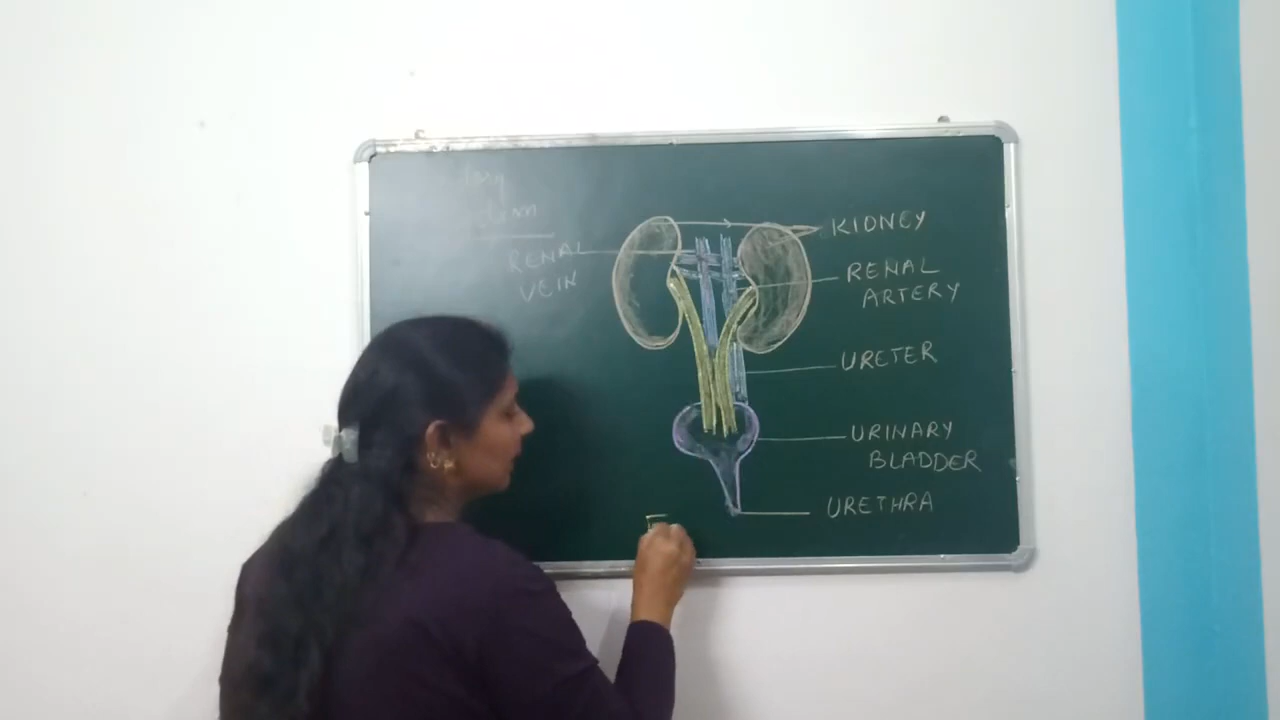 KIDNEY
RENAL
VEIN
RENAL
ARTERY
URETER
URINARY
BLADDER
URETHRA